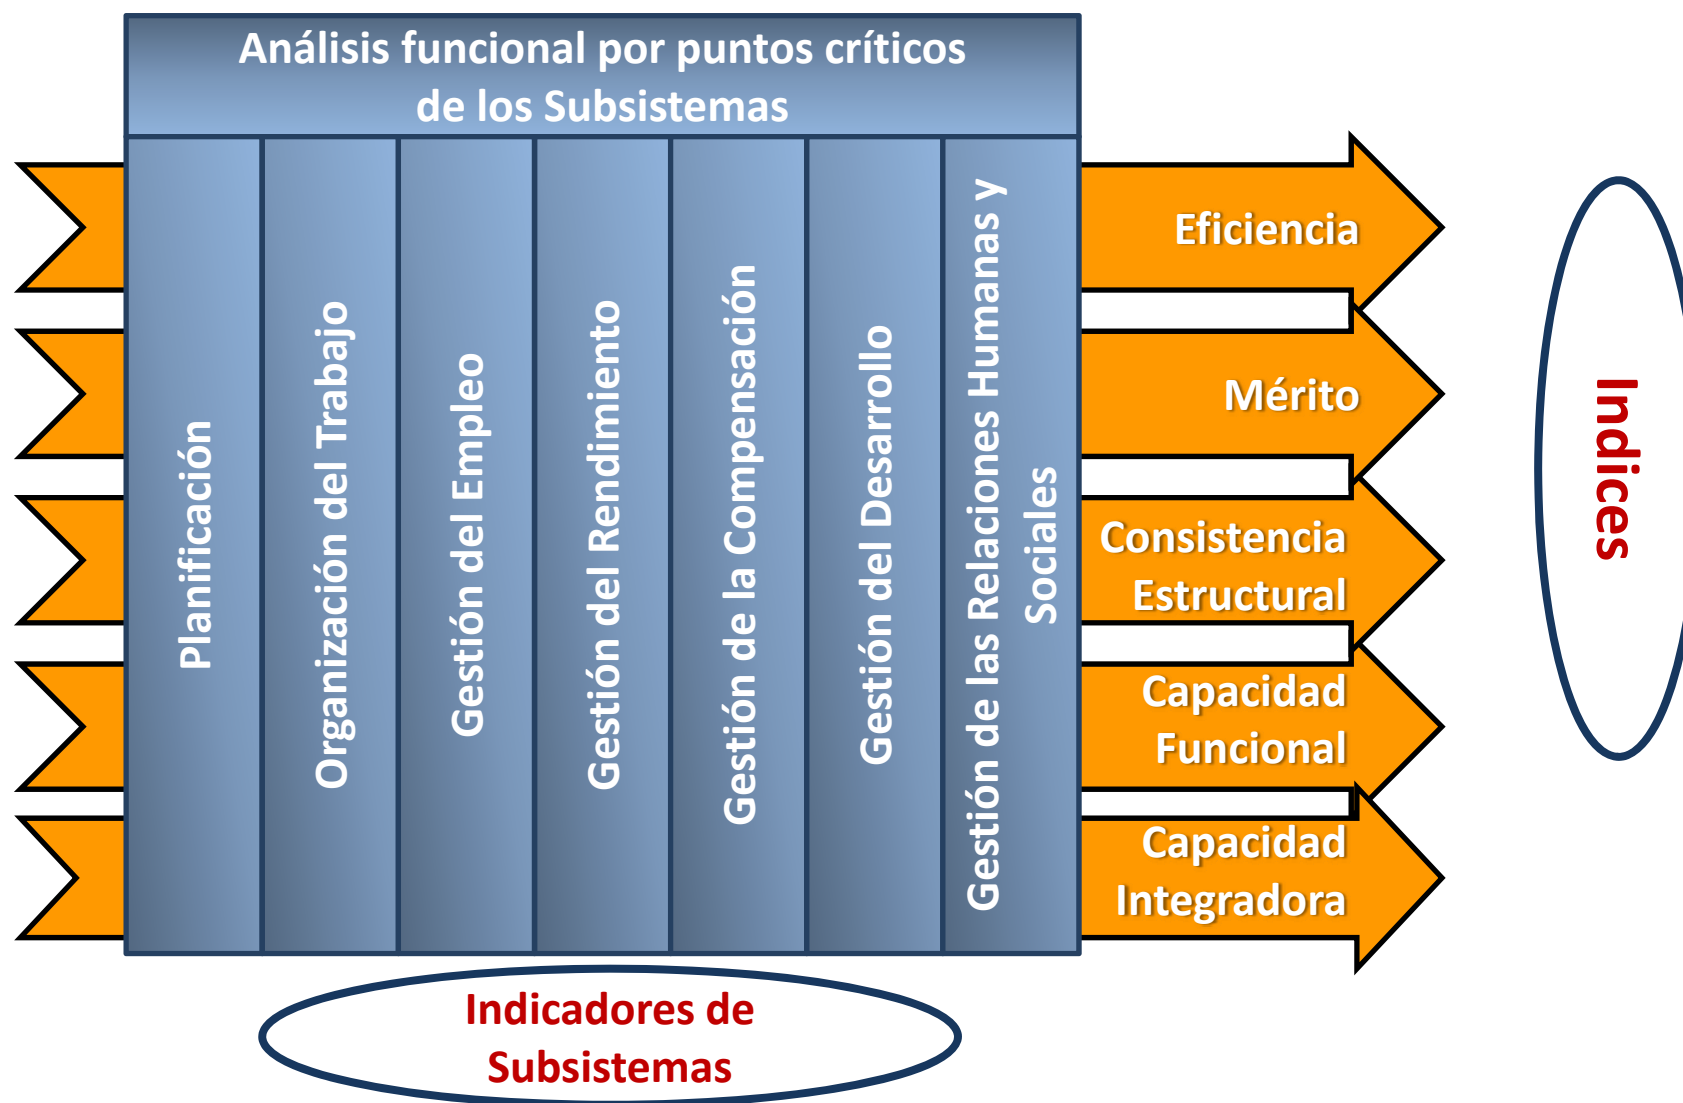 Análisis funcional por puntos críticos
de los Subsistemas
Planificación
Organización del Trabajo
Gestión del Empleo
Gestión del Rendimiento
Gestión de la Compensación
Gestión del Desarrollo
Gestión de las Relaciones Humanas y
Sociales
Eficiencia
Mérito
Consistencia
Estructural
Capacidad
Funcional
Capacidad
Integradora
Indices
Indicadores de
Subsistemas